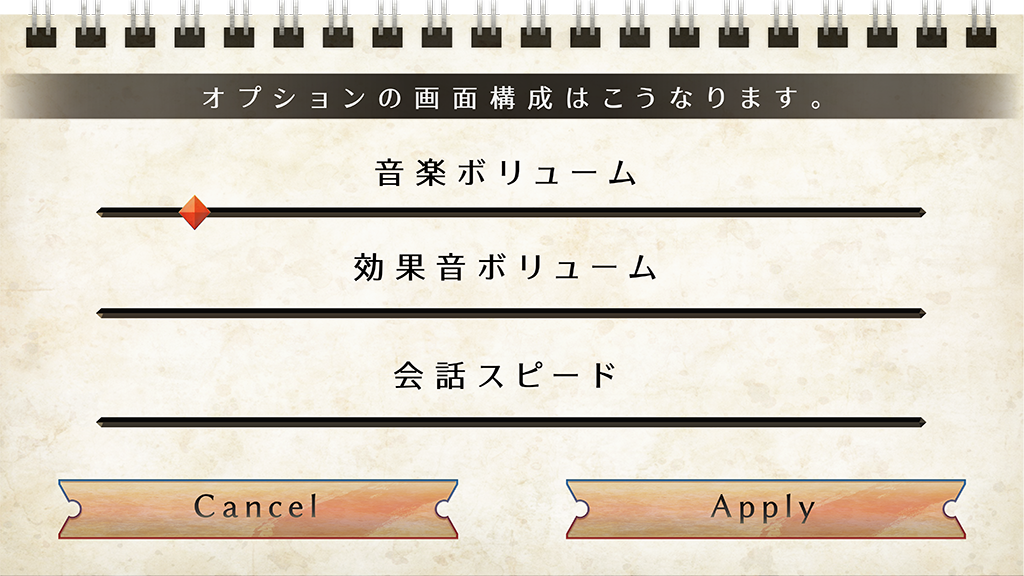 オプションの画面構成はこうなります。
音楽ボリューム
効果音ボリューム
会話スピード
Cancel
Apply